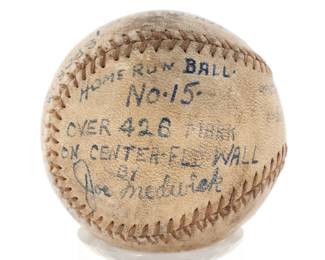 HOME RUN BALL.
NO. 15.
OVER 426 MARK
ON CENTER-FLD WALL
BY
Joe Medwick